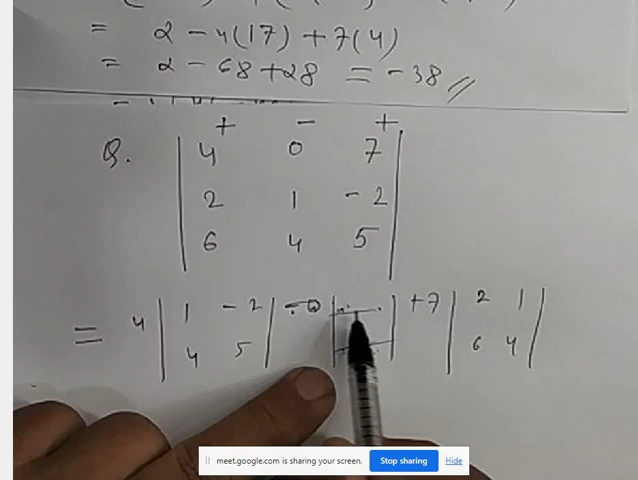 = 2 - 4(17) + 7(4)
= 2 - 68 + 28 = -38 //
+ - +
Q. | 4 0 7 |
| 2 1 -2 |
| 6 4 5 |
= 4 | 1 -2 | - 0 | | +7 | 2 1 |
| 4 5 | | | | 6 4 |
meet.google.com is sharing your screen. Stop sharing Hide